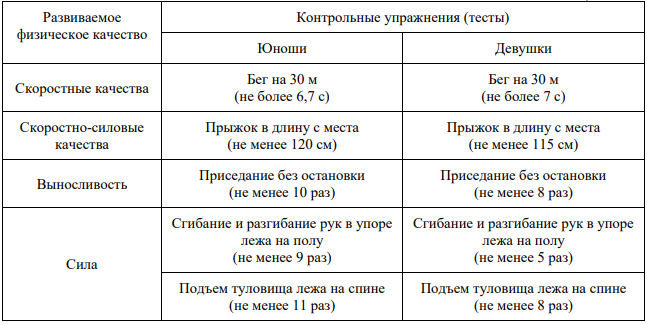 Развиваемое
физическое качество
Контрольные упражнения (тесты)
Юноши
Девушки
Скоростные качества
Бег на 30 м
(не более 6,7 с)
Бег на 30 м
(не более 7 с)
Скоростно-силовые
качества
Прыжок в длину с места
(не менее 120 см)
Прыжок в длину с места
(не менее 115 см)
Выносливость
Приседание без остановки
(не менее 10 раз)
Приседание без остановки
(не менее 8 раз)
Сила
Сгибание и разгибание рук в упоре
лежа на полу
(не менее 9 раз)
Сгибание и разгибание рук в упоре
лежа на полу
(не менее 5 раз)
Подъем туловища лежа на спине
(не менее 11 раз)
Подъем туловища лежа на спине
(не менее 8 раз)